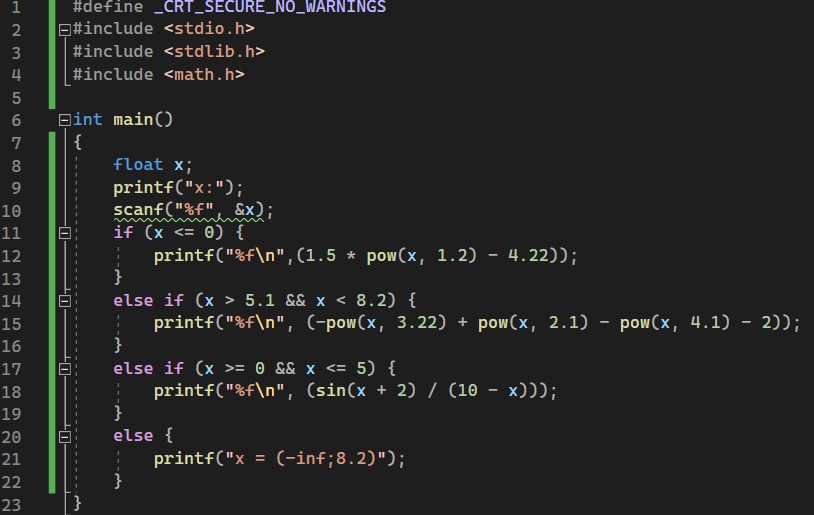 1 #define _CRT_SECURE_NO_WARNINGS
2 #include <stdio.h>
3 #include <stdlib.h>
4 #include <math.h>
5
6 int main()
7 {
8     float x;
9     printf("x:");
10     scanf("%f", &x);
11     if (x <= 0) {
12         printf("%f\n",(1.5 * pow(x, 1.2) - 4.22));
13     }
14     else if (x > 5.1 && x < 8.2) {
15         printf("%f\n", (-pow(x, 3.22) + pow(x, 2.1) - pow(x, 4.1) - 2));
16     }
17     else if (x >= 0 && x <= 5) {
18         printf("%f\n", (sin(x + 2) / (10 - x)));
19     }
20     else {
21         printf("x = (-inf;8.2)");
22     }
23 }